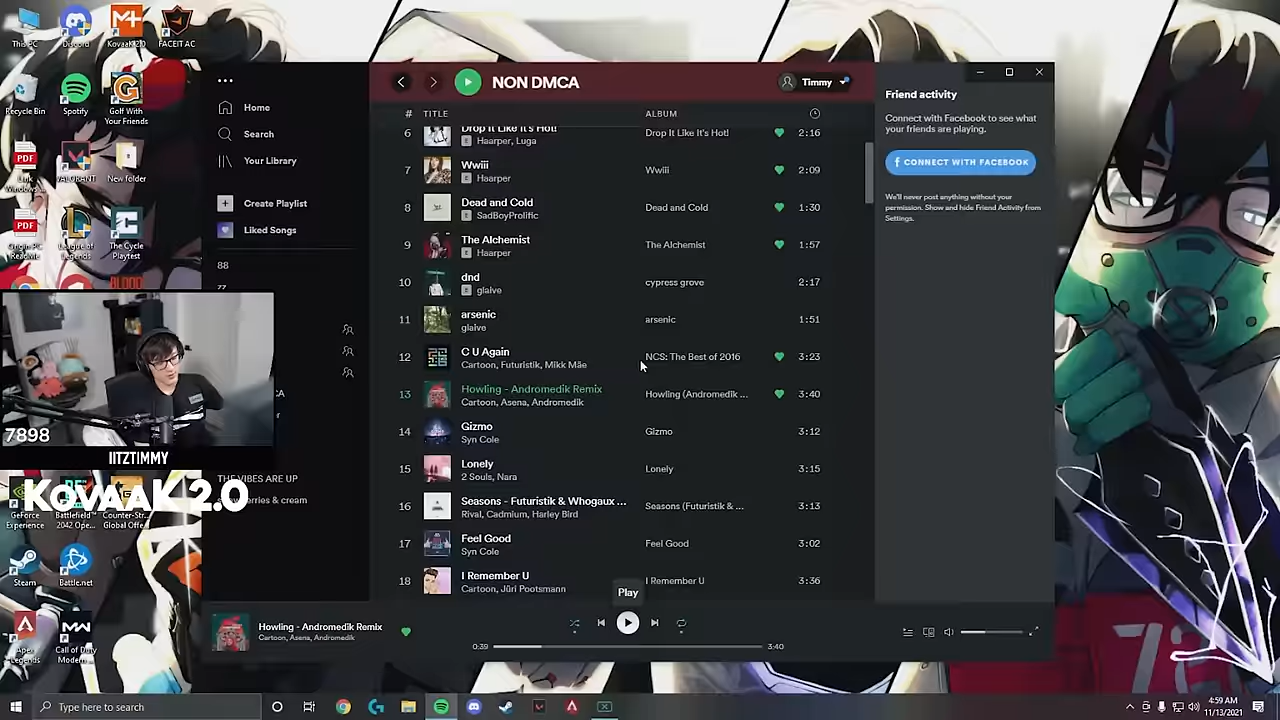 This PC
Discord
KovaaK 2.0
FACEIT AC
Recycle Bin
Spotify
Golf With
Your Friends
VALORANT
New folder
League of
Legends
The Cycle
Playtest
Home
Search
Your Library
Create Playlist
Liked Songs
88
NON DMCA
Timmy
# TITLE ALBUM
6 Drop It Like It's Hot! Drop It Like It's Hot! 2:16
E Haarper, Luga
7 Wwiii Wwiii 2:09
E Haarper
8 Dead and Cold Dead and Cold 1:30
E SadBoyProlific
9 The Alchemist The Alchemist 1:57
E Haarper
10 dnd cypress grove 2:17
E glaive
11 arsenic arsenic 1:51
glaive
12 C U Again NCS: The Best of 2016 3:23
Cartoon, Futuristik, Mikk Mäe
13 Howling - Andromedik Remix Howling (Andromedik ... 3:40
Cartoon, Asena, Andromedik
14 Gizmo Gizmo 3:12
Syn Cole
15 Lonely Lonely 3:15
2 Souls, Nara
16 Seasons - Futuristik & Whogaux ... Seasons (Futuristik & ... 3:13
Rival, Cadmium, Harley Bird
17 Feel Good Feel Good 3:02
Syn Cole
18 I Remember U I Remember U 3:36
Cartoon, Jüri Pootsmann
Friend activity
Connect with Facebook to see what
your friends are playing.
f CONNECT WITH FACEBOOK
We'll never post anything without your
permission. Show and hide Friend Activity from
Settings.
7898
IITZTIMMY
KOVAAK 2.0
THE VIBES ARE UP
worries & cream
GeForce
Experience
Battlefield
2042 Ope...
Counter-Str...
Global Offe...
Steam
Battle.net
Apex
Legends
Call of Duty
Modern ...
Play
Howling - Andromedik Remix
Cartoon, Asena, Andromedik
0:39
3:40
Type here to search
4:59 AM
11/13/2021